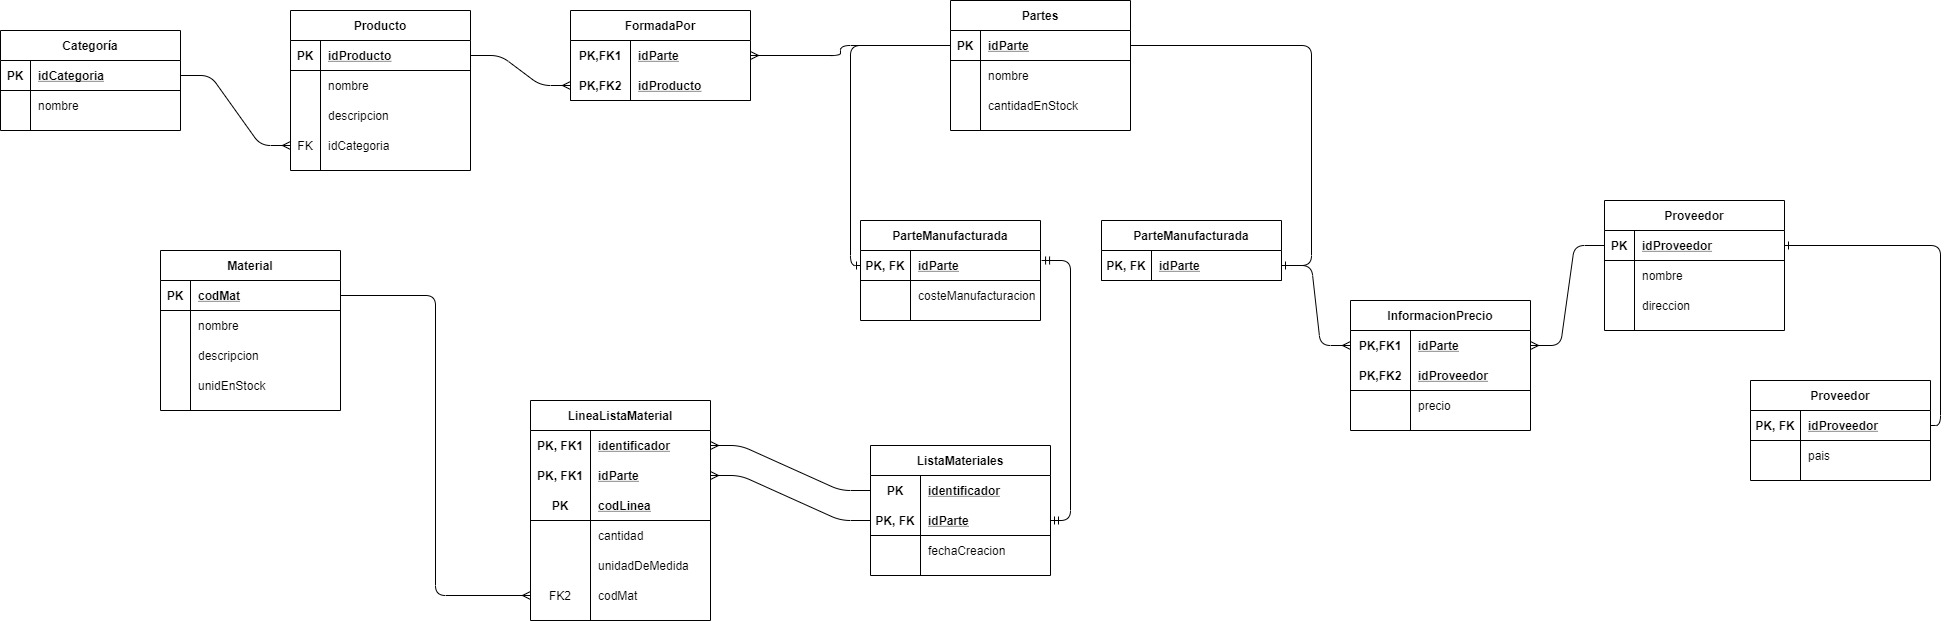 Categoría
PK idCategoria
nombre
Producto
PK idProducto
nombre
descripcion
FK idCategoria
FormadaPor
PK,FK1 idParte
PK,FK2 idProducto
Partes
PK idParte
nombre
cantidadEnStock
ParteManufacturada
PK, FK idParte
costeManufacturacion
ParteManufacturada
PK, FK idParte
Proveedor
PK idProveedor
nombre
direccion
Material
PK codMat
nombre
descripcion
unidEnStock
InformacionPrecio
PK,FK1 idParte
PK,FK2 idProveedor
precio
Proveedor
PK, FK idProveedor
pais
LineaListaMaterial
PK, FK1 identificador
PK, FK1 idParte
PK codLinea
cantidad
unidadDeMedida
FK2 codMat
ListaMateriales
PK identificador
PK, FK idParte
fechaCreacion